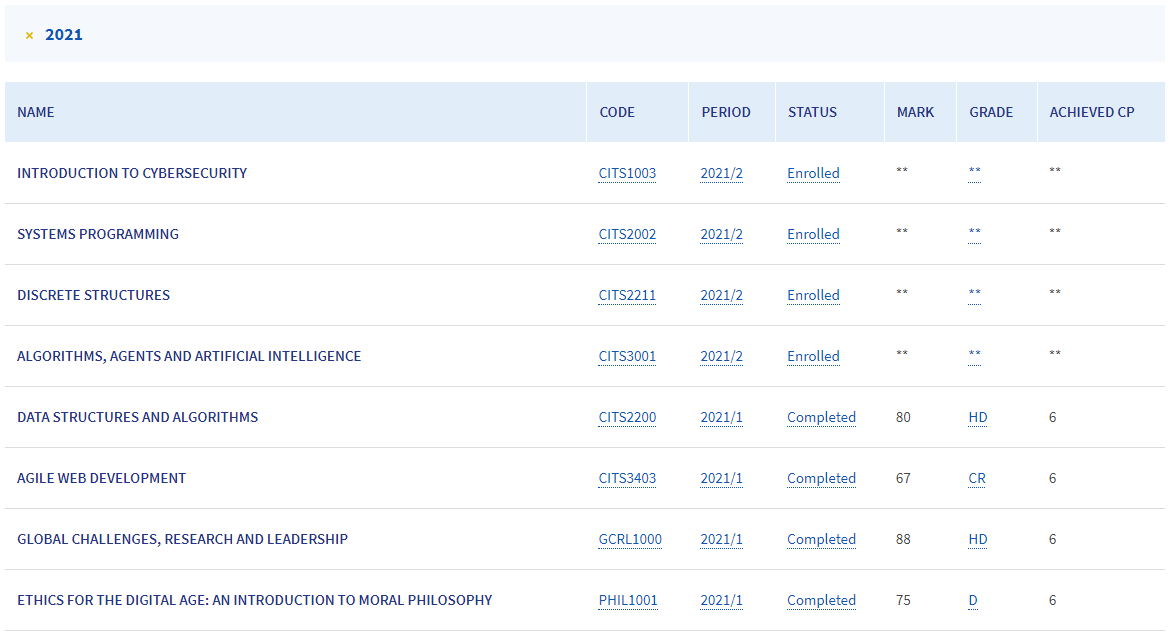 × 2021
NAME CODE PERIOD STATUS MARK GRADE ACHIEVED CP
INTRODUCTION TO CYBERSECURITY CITS1003 2021/2 Enrolled ** ** **
SYSTEMS PROGRAMMING CITS2002 2021/2 Enrolled ** ** **
DISCRETE STRUCTURES CITS2211 2021/2 Enrolled ** ** **
ALGORITHMS, AGENTS AND ARTIFICIAL INTELLIGENCE CITS3001 2021/2 Enrolled ** ** **
DATA STRUCTURES AND ALGORITHMS CITS2200 2021/1 Completed 80 HD 6
AGILE WEB DEVELOPMENT CITS3403 2021/1 Completed 67 CR 6
GLOBAL CHALLENGES, RESEARCH AND LEADERSHIP GCRL1000 2021/1 Completed 88 HD 6
ETHICS FOR THE DIGITAL AGE: AN INTRODUCTION TO MORAL PHILOSOPHY PHIL1001 2021/1 Completed 75 D 6